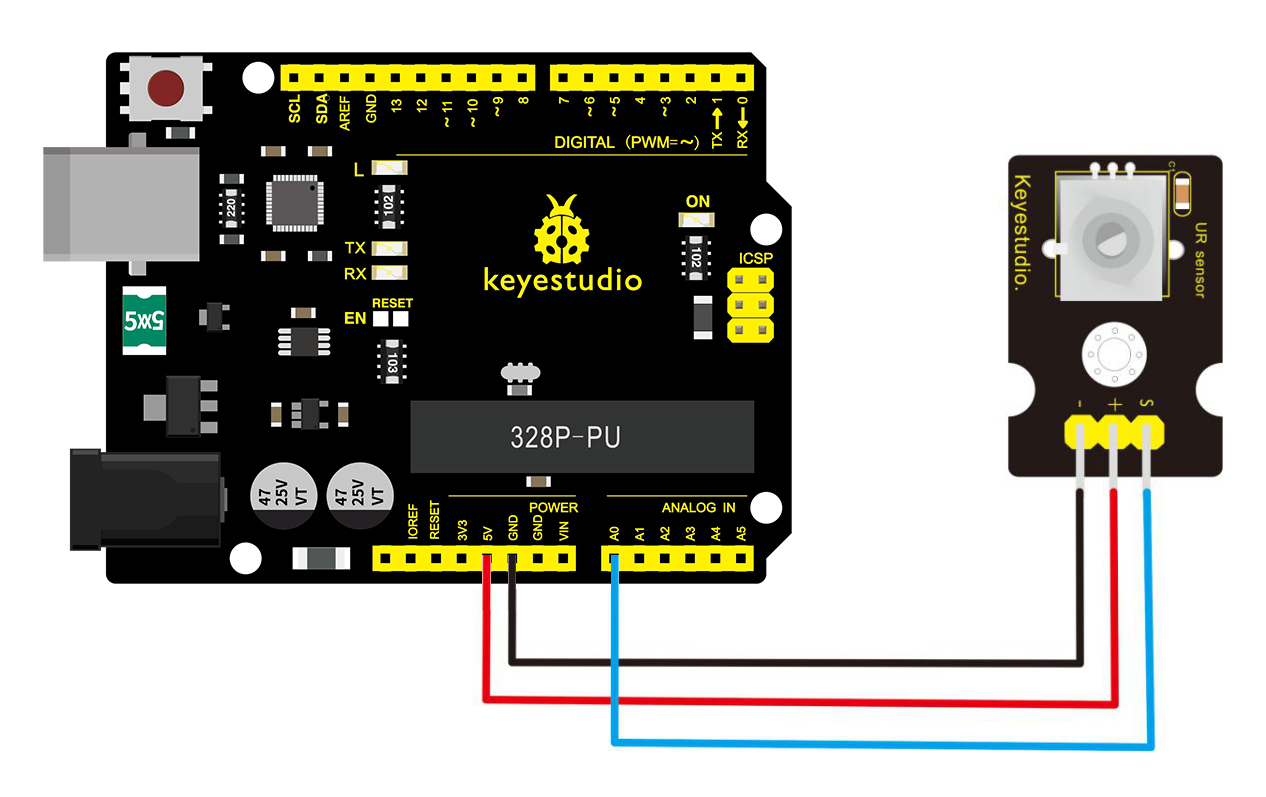 SCL
SDA
AREF
GND
13
12
~11
~10
~9
8
7
~6
~5
4
~3
2
TX→1
RX←0
DIGITAL (PWM=~)
L
220
102
TX
RX
keyestudio
ON
102
ICSP
RESET
EN
5XX5
103
328P-PU
47
25V
VT
47
25V
VT
POWER
ANALOG IN
IOREF
RESET
3V3
5V
GND
GND
VIN
A0
A1
A2
A3
A4
A5
Keyestudio.
C1
UR sensor
-
+
S